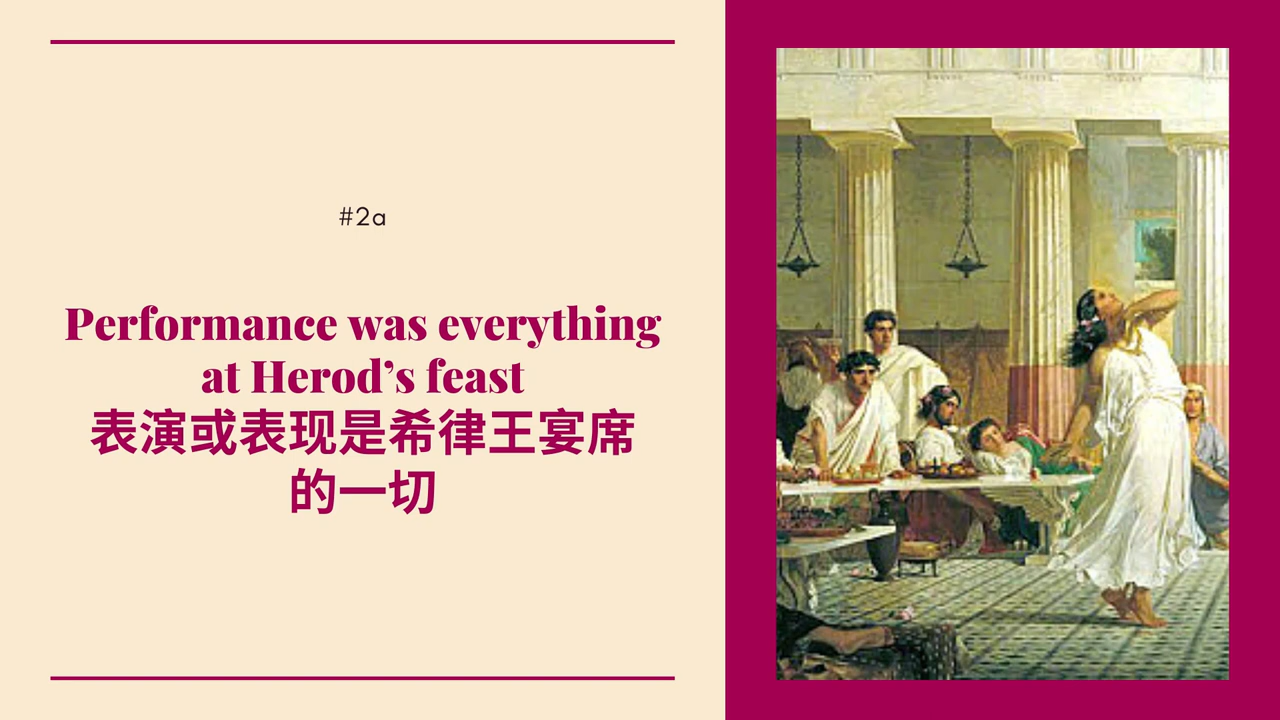 #2a
Performance was everything
at Herod’s feast
表演或表现是希律王宴席
的一切